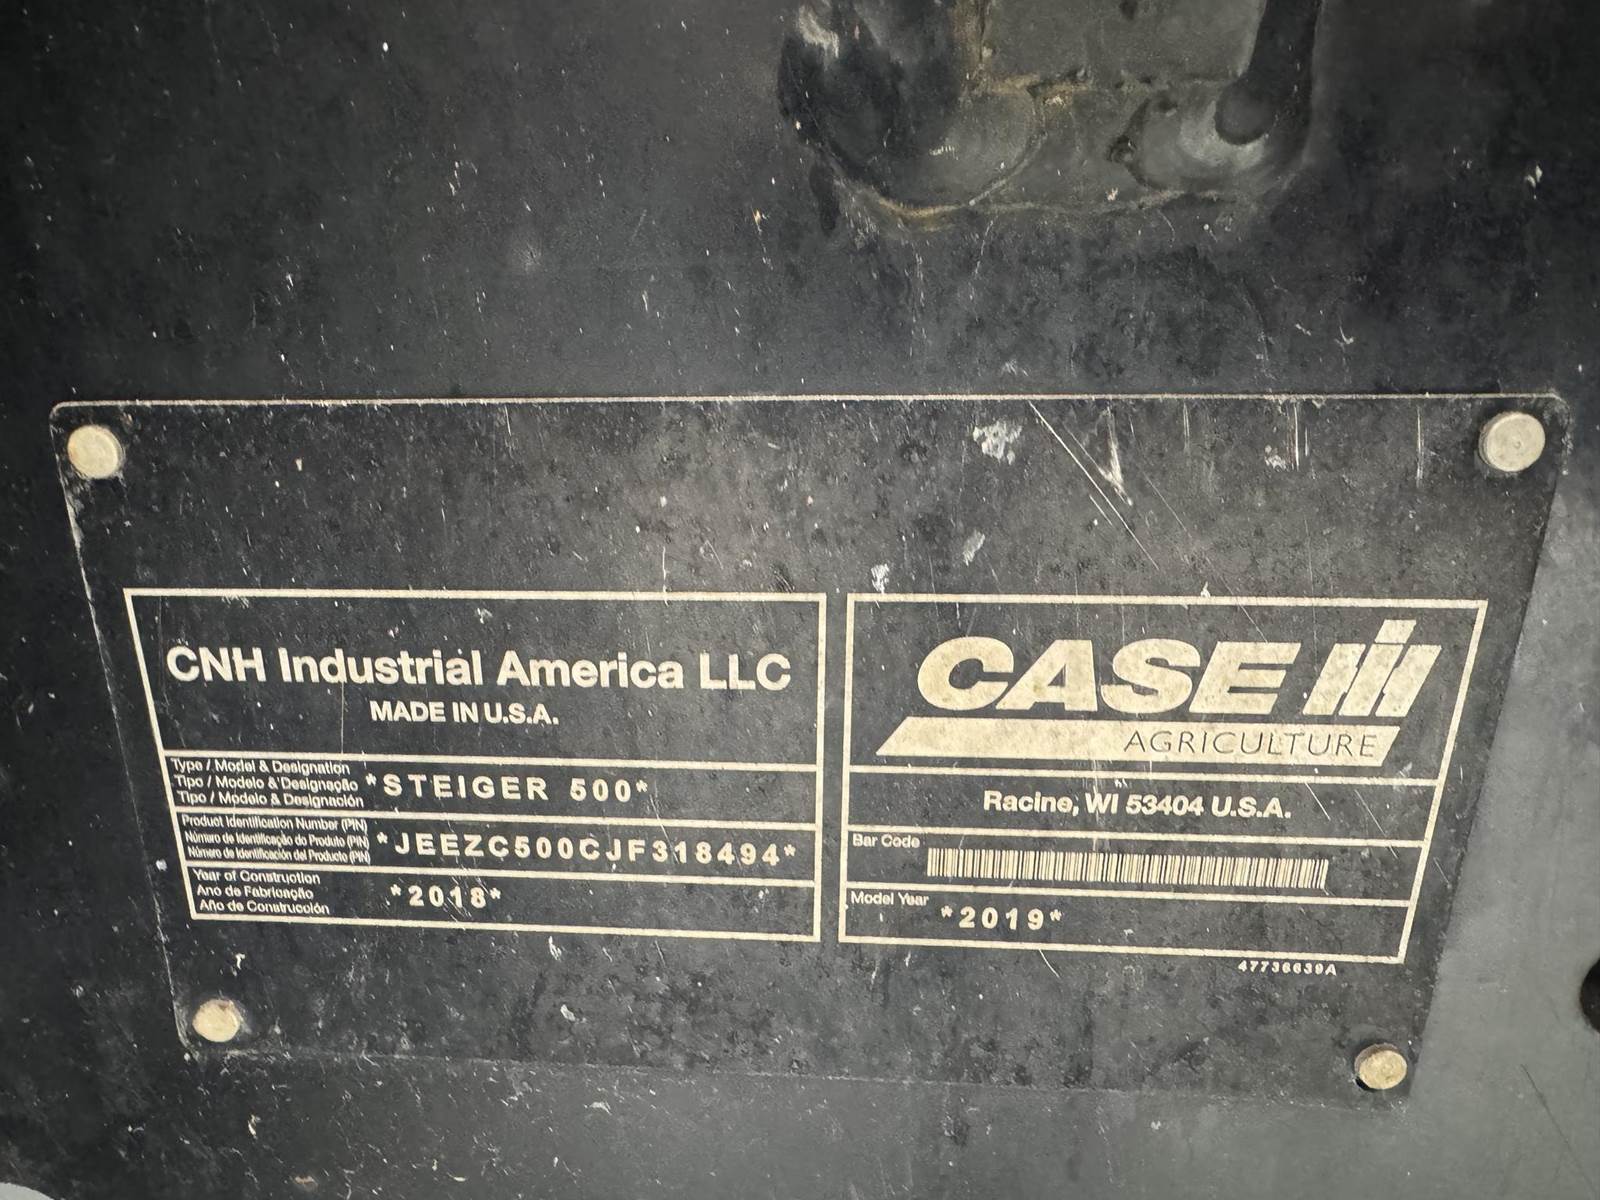 CNH Industrial America LLC
MADE IN U.S.A.
Type / Model & Designation
Tipo / Modelo & Designação
Tipo / Modelo & Designación
*STEIGER 500*
Product Identification Number (PIN)
Número de Identificação do Produto (PIN)
Número de Identificación del Producto (PIN)
*JEEZC500CJF318494*
Year of Construction
Ano de Fabricação
Año de Construcción
*2018*
CASE IH
AGRICULTURE
Racine, WI 53404 U.S.A.
Bar Code
Model Year
*2019*
47736639A